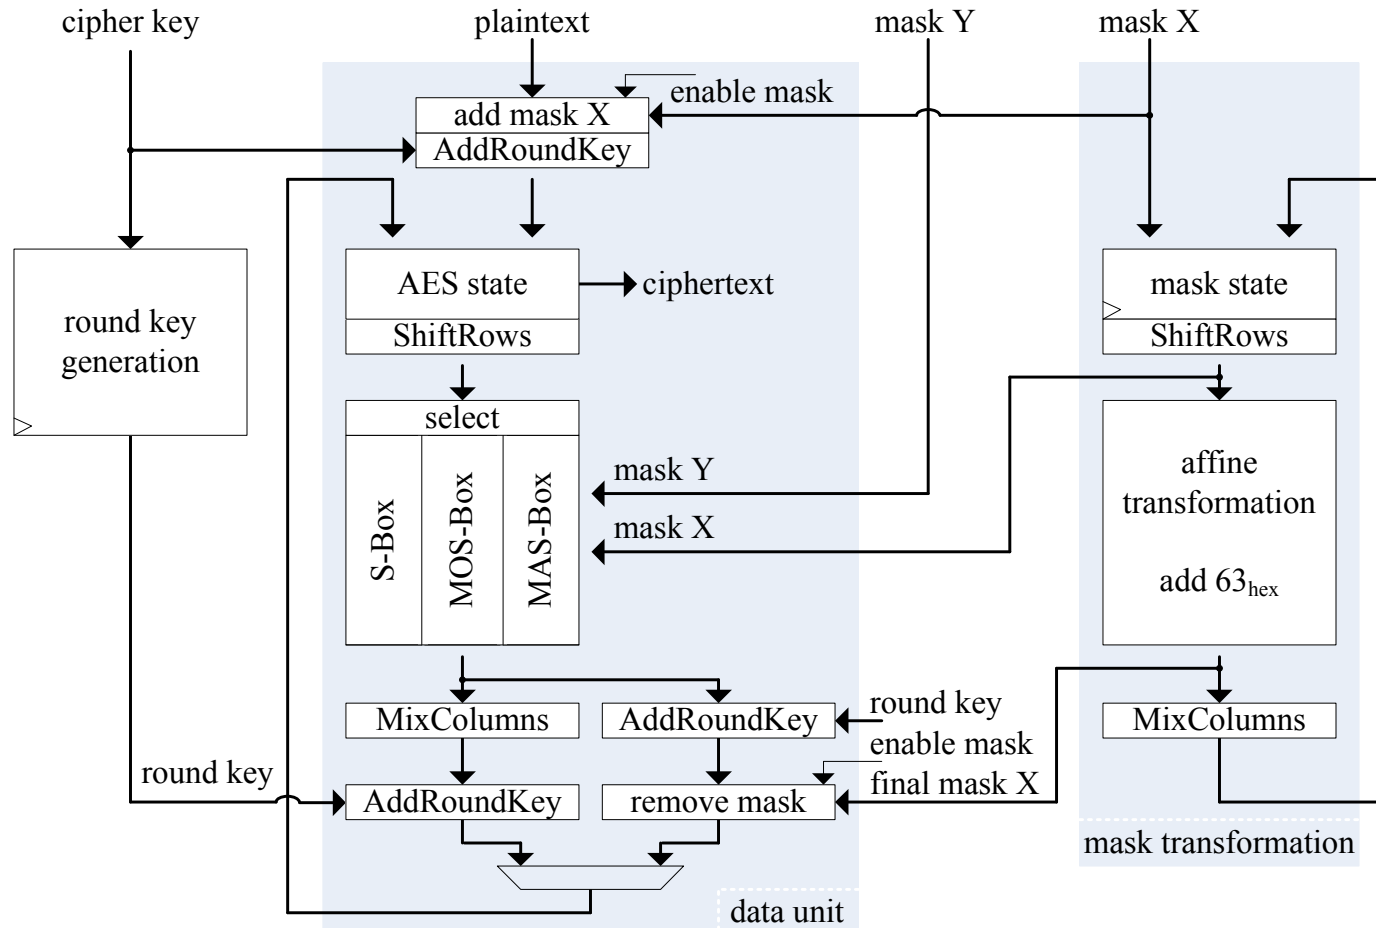 cipher key
plaintext
mask Y
mask X
enable mask
add mask X
AddRoundKey
round key
generation
AES state
ShiftRows
ciphertext
mask state
ShiftRows
select
S-Box
MOS-Box
MAS-Box
mask Y
mask X
affine
transformation
add 63hex
MixColumns
AddRoundKey
round key
enable mask
final mask X
MixColumns
round key
AddRoundKey
remove mask
mask transformation
data unit